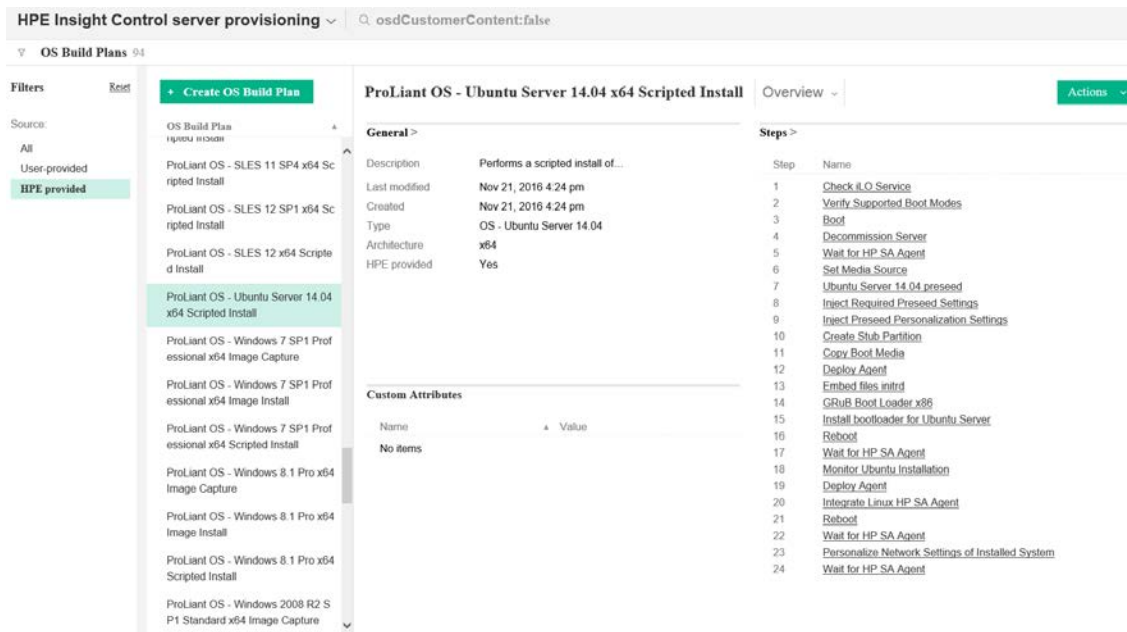 HPE Insight Control server provisioning
osdCustomerContent:false
OS Build Plans 94
Filters Reset
Source:
All
User-provided
HPE provided
+ Create OS Build Plan
OS Build Plan
ripted Install
ProLiant OS - SLES 11 SP4 x64 Sc
ripted Install
ProLiant OS - SLES 12 SP1 x64 Sc
ripted Install
ProLiant OS - SLES 12 x64 Scripte
d Install
ProLiant OS - Ubuntu Server 14.04
x64 Scripted Install
ProLiant OS - Windows 7 SP1 Prof
essional x64 Image Capture
ProLiant OS - Windows 7 SP1 Prof
essional x64 Image Install
ProLiant OS - Windows 7 SP1 Prof
essional x64 Scripted Install
ProLiant OS - Windows 8.1 Pro x64
Image Capture
ProLiant OS - Windows 8.1 Pro x64
Image Install
ProLiant OS - Windows 8.1 Pro x64
Scripted Install
ProLiant OS - Windows 2008 R2 S
P1 Standard x64 Image Capture
ProLiant OS - Ubuntu Server 14.04 x64 Scripted Install Overview
Actions
General >
Description Performs a scripted install of...
Last modified Nov 21, 2016 4:24 pm
Created Nov 21, 2016 4:24 pm
Type OS - Ubuntu Server 14.04
Architecture x64
HPE provided Yes
Custom Attributes
Name Value
No items
Steps >
Step Name
1 Check iLO Service
2 Verify Supported Boot Modes
3 Boot
4 Decommission Server
5 Wait for HP SA Agent
6 Set Media Source
7 Ubuntu Server 14.04 preseed
8 Inject Required Preseed Settings
9 Inject Preseed Personalization Settings
10 Create Stub Partition
11 Copy Boot Media
12 Deploy Agent
13 Embed files initrd
14 GRuB Boot Loader x86
15 Install bootloader for Ubuntu Server
16 Reboot
17 Wait for HP SA Agent
18 Monitor Ubuntu Installation
19 Deploy Agent
20 Integrate Linux HP SA Agent
21 Reboot
22 Wait for HP SA Agent
23 Personalize Network Settings of Installed System
24 Wait for HP SA Agent